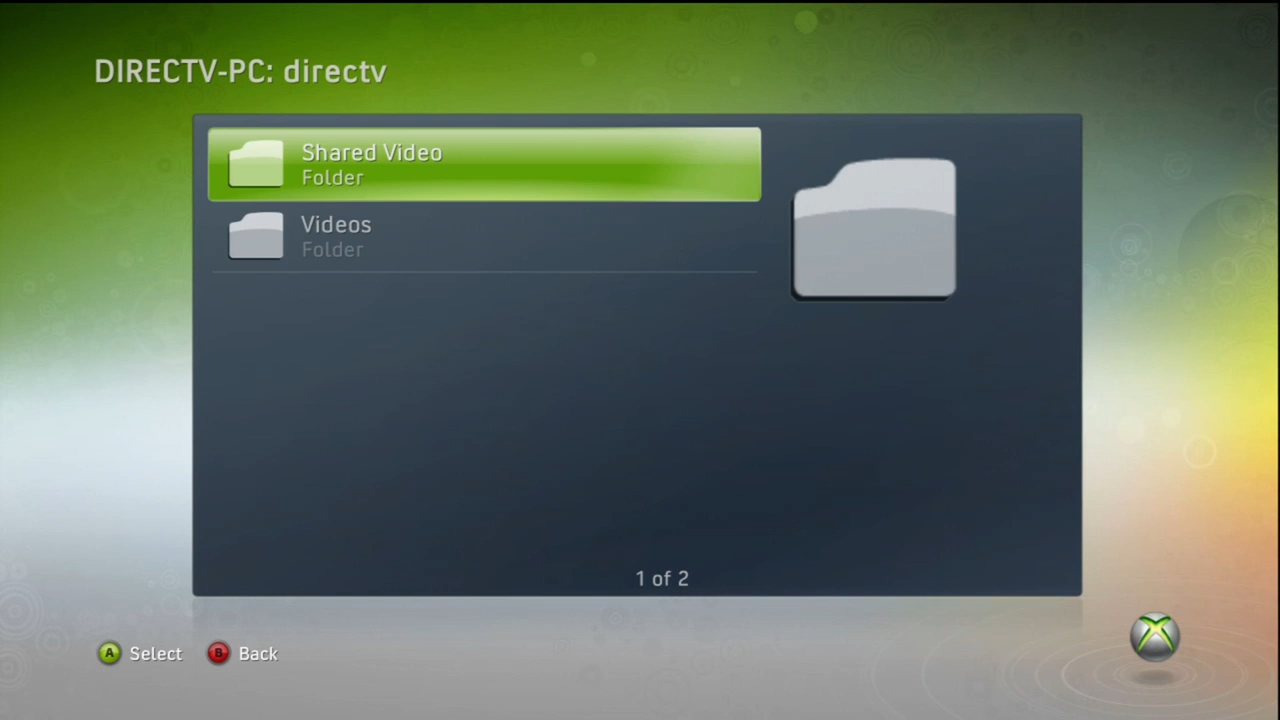 DIRECTV-PC: directv
Shared Video
Folder
Videos
Folder
1 of 2
A Select B Back